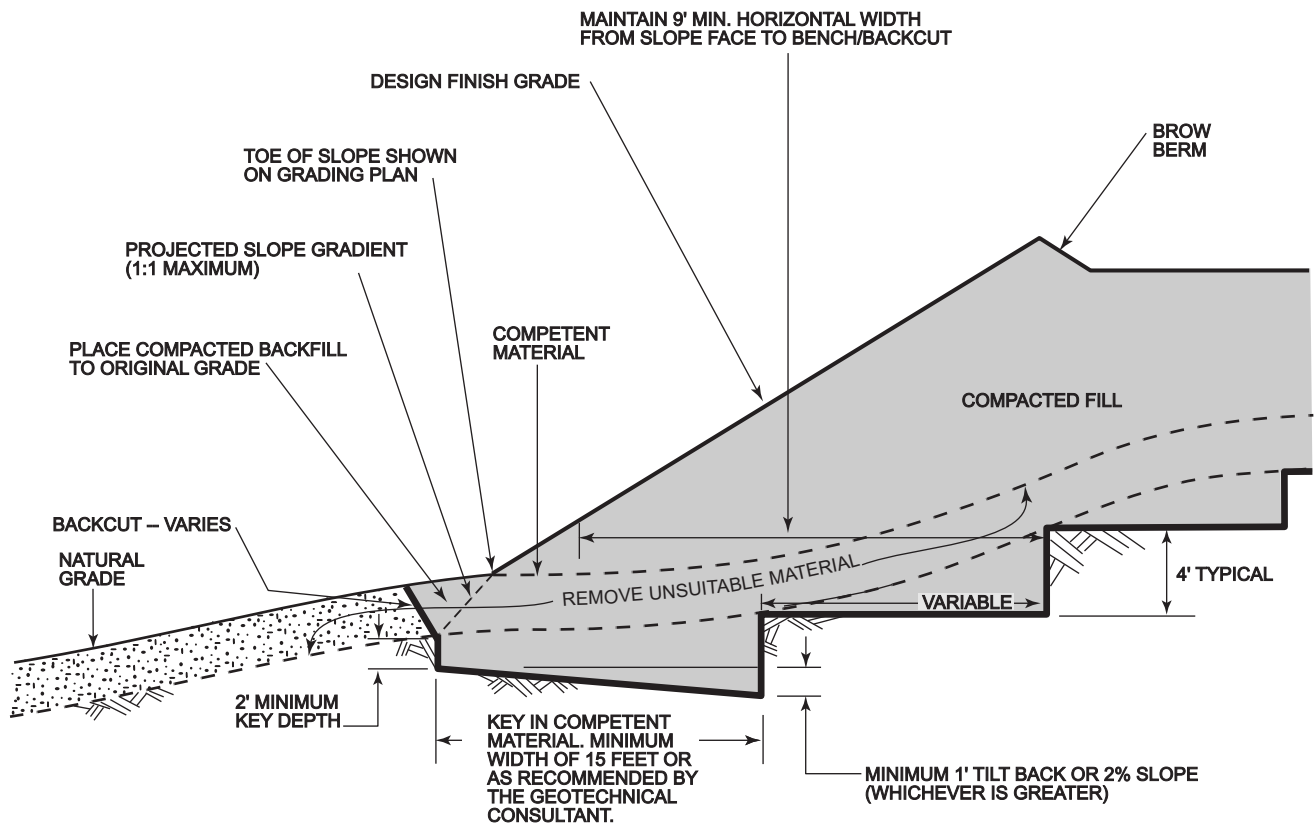 MAINTAIN 9' MIN. HORIZONTAL WIDTH
FROM SLOPE FACE TO BENCH/BACKCUT
DESIGN FINISH GRADE
BROW
BERM
TOE OF SLOPE SHOWN
ON GRADING PLAN
PROJECTED SLOPE GRADIENT
(1:1 MAXIMUM)
COMPETENT
MATERIAL
PLACE COMPACTED BACKFILL
TO ORIGINAL GRADE
COMPACTED FILL
BACKCUT – VARIES
NATURAL
GRADE
REMOVE UNSUITABLE MATERIAL
4' TYPICAL
VARIABLE
2' MINIMUM
KEY DEPTH
KEY IN COMPETENT
MATERIAL. MINIMUM
WIDTH OF 15 FEET OR
AS RECOMMENDED BY
THE GEOTECHNICAL
CONSULTANT.
MINIMUM 1' TILT BACK OR 2% SLOPE
(WHICHEVER IS GREATER)